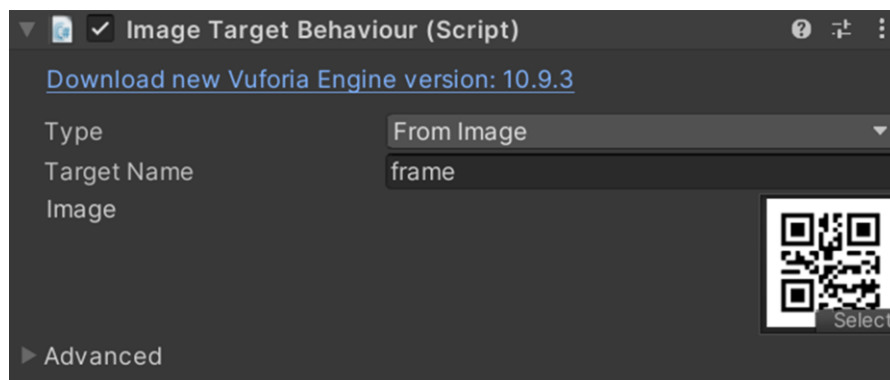 Image Target Behaviour (Script)
Download new Vuforia Engine version: 10.9.3
Type From Image
Target Name frame
Image
Select
Advanced